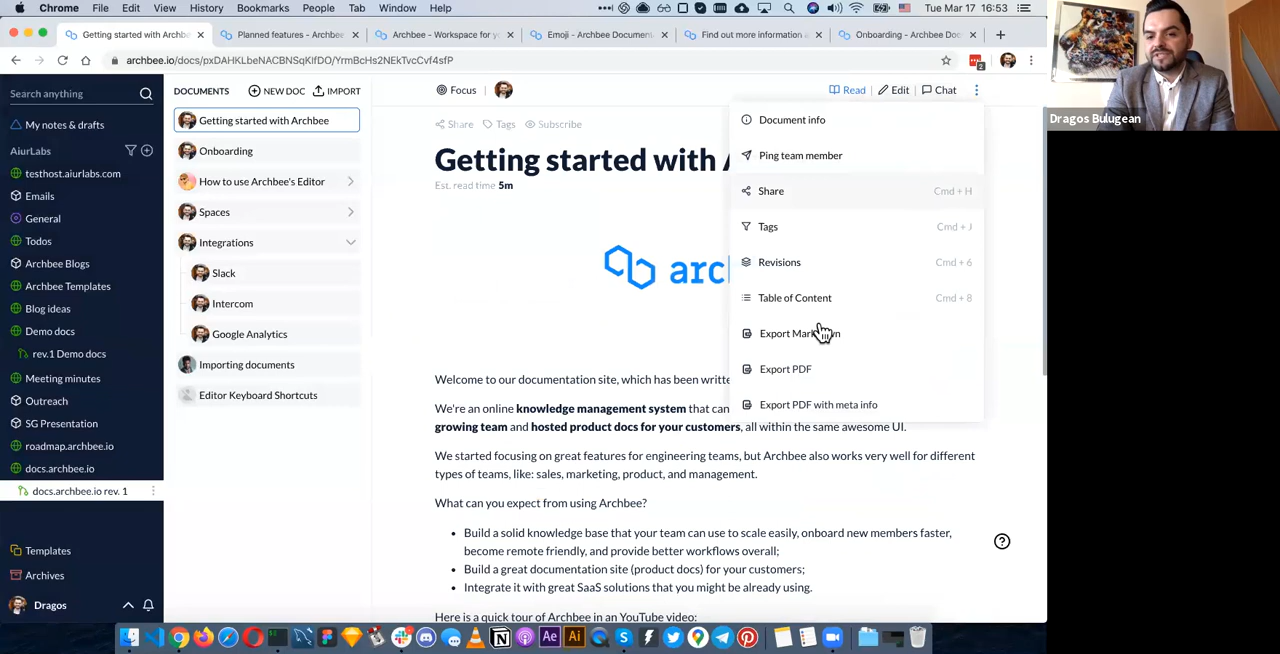 Chrome File Edit View History Bookmarks People Tab Window Help Tue Mar 17 16:53
Getting started with Archb Planned features - Archbee Archbee - Workspace for y Emoji - Archbee Documen Find out more information a Onboarding - Archbee Doc
archbee.io/docs/pxDAHKLbeNACBNSqKlfDO/YrmBcHs2NEkTvcCvf4sfP
2
Dragos Bulugean
Search anything
My notes & drafts
AiurLabs
testhost.aiurlabs.com
Emails
General
Todos
Archbee Blogs
Archbee Templates
Blog ideas
Demo docs
rev.1 Demo docs
Meeting minutes
Outreach
SG Presentation
roadmap.archbee.io
docs.archbee.io
docs.archbee.io rev. 1
Templates
Archives
Dragos
DOCUMENTS NEW DOC IMPORT
Getting started with Archbee
Onboarding
How to use Archbee's Editor
Spaces
Integrations
Slack
Intercom
Google Analytics
Importing documents
Editor Keyboard Shortcuts
Focus Read Edit Chat
Share Tags Subscribe
Getting started with
Est. read time 5m
arc
Document info
Ping team member
Share Cmd + H
Tags Cmd + J
Revisions Cmd + 6
Table of Content Cmd + 8
Export Markdown
Export PDF
Export PDF with meta info
Welcome to our documentation site, which has been writte
We're an online knowledge management system that can
growing team and hosted product docs for your customers, all within the same awesome UI.
We started focusing on great features for engineering teams, but Archbee also works very well for different
types of teams, like: sales, marketing, product, and management.
What can you expect from using Archbee?
• Build a solid knowledge base that your team can use to scale easily, onboard new members faster,
become remote friendly, and provide better workflows overall;
• Build a great documentation site (product docs) for your customers;
• Integrate it with great SaaS solutions that you might be already using.
Here is a quick tour of Archbee in an YouTube video:
Ae Ai